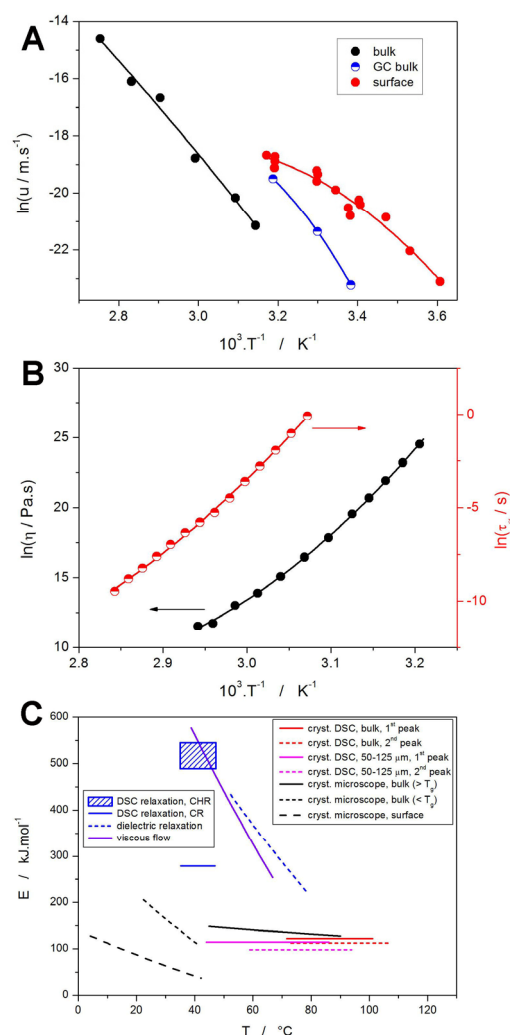 A
-14
-16
-18
-20
-22
ln(u / m.s⁻¹)
bulk
GC bulk
surface
2.8 3.0 3.2 3.4 3.6
10³.T⁻¹ / K⁻¹
B
30
25
20
15
10
ln(η / Pa.s)
0
-5
-10
2.8 2.9 3.0 3.1 3.2
10³.T⁻¹ / K⁻¹
C
600
500
400
300
200
100
0
E / kJ.mol⁻¹
DSC relaxation, CHR
DSC relaxation, CR
dielectric relaxation
viscous flow
cryst. DSC, bulk, 1ˢᵗ peak
cryst. DSC, bulk, 2ⁿᵈ peak
cryst. DSC, 50-125 μm, 1ˢᵗ peak
cryst. DSC, 50-125 μm, 2ⁿᵈ peak
cryst. microscope, bulk (> Tg)
cryst. microscope, bulk (< Tg)
cryst. microscope, surface
0 20 40 60 80 100 120
T / °C